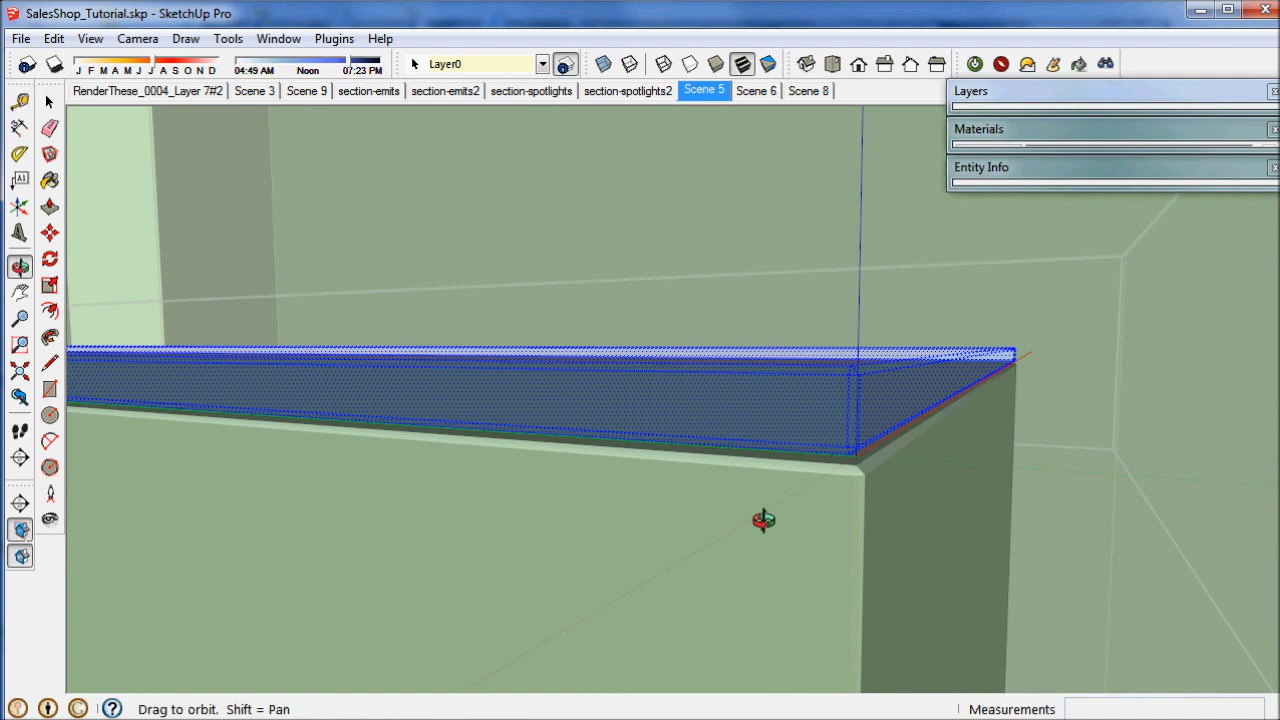 SalesShop_Tutorial.skp - SketchUp Pro
File Edit View Camera Draw Tools Window Plugins Help
J F M A M J J A S O N D 04:49 AM Noon 07:23 PM Layer0
RenderThese_0004_Layer 7#2 Scene 3 Scene 9 section-emits section-emits2 section-spotlights section-spotlights2 Scene 5 Scene 6 Scene 8
Layers
Materials
Entity Info
A1
Drag to orbit. Shift = Pan Measurements